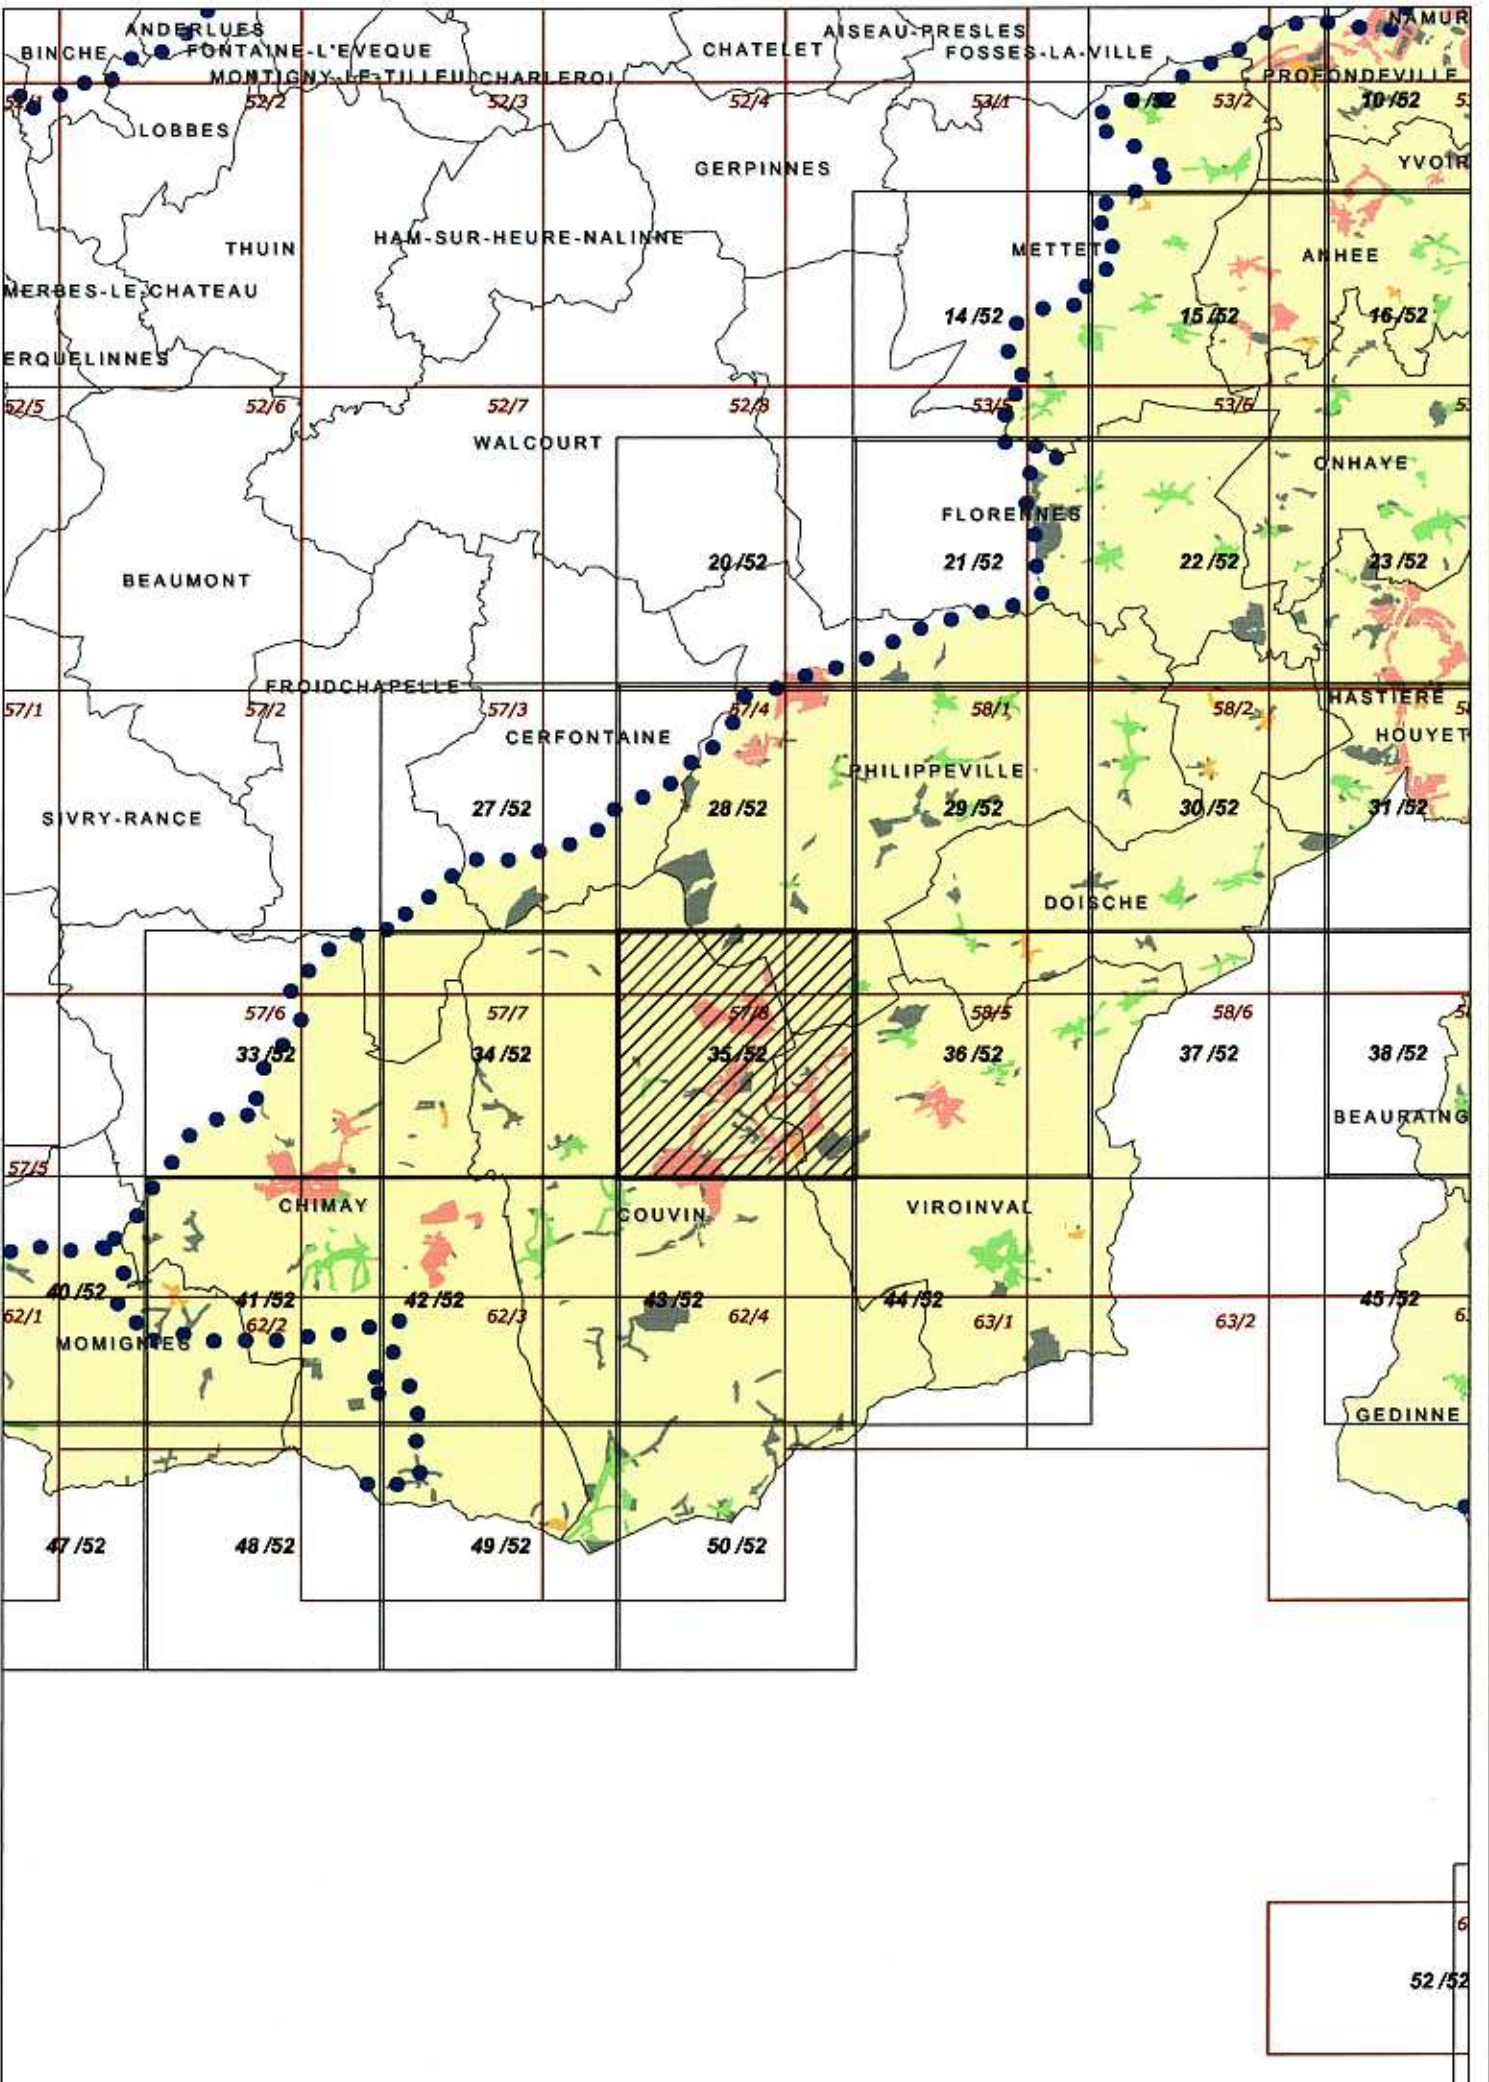 NAMUR
ANDERLUES
AISEAU-PRESLES
BINCHE
FONTAINE-L'EVEQUE
CHATELET
FOSSES-LA-VILLE
MONTIGNY-LE-TILLEUL
CHARLEROI
PROFONDEVILLE
52/2
52/3
52/4
53/1
9 /52
53/2
10 /52
LOBBES
YVOIR
GERPINNES
THUIN
HAM-SUR-HEURE-NALINNE
METTET
ANHEE
MERBES-LE-CHATEAU
14 /52
15 /52
16 /52
ERQUELINNES
52/5
52/6
52/7
52/8
53/5
53/6
WALCOURT
ONHAYE
FLORENNES
20 /52
21 /52
22 /52
23 /52
BEAUMONT
FROIDCHAPELLE
HASTIERE
57/1
57/2
57/3
57/4
58/1
58/2
CERFONTAINE
HOUYET
PHILIPPEVILLE
SIVRY-RANCE
27 /52
28 /52
29 /52
30 /52
31 /52
DOISCHE
57/6
57/7
57/8
58/5
58/6
33 /52
34 /52
35 /52
36 /52
37 /52
38 /52
BEAURAING
57/5
CHIMAY
COUVIN
VIROINVAL
40 /52
41 /52
42 /52
43 /52
44 /52
45 /52
62/1
62/2
62/3
62/4
63/1
63/2
MOMIGNIES
GEDINNE
47 /52
48 /52
49 /52
50 /52
52 /52